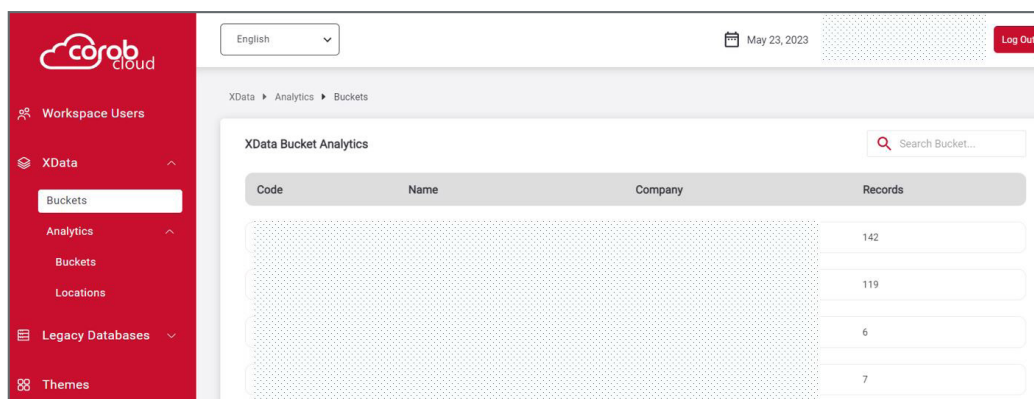 corob
cloud
English
May 23, 2023
Log Out
Workspace Users
XData
Buckets
Analytics
Buckets
Locations
Legacy Databases
Themes
XData Analytics Buckets
XData Bucket Analytics
Search Bucket...
Code Name Company Records
142
119
6
7